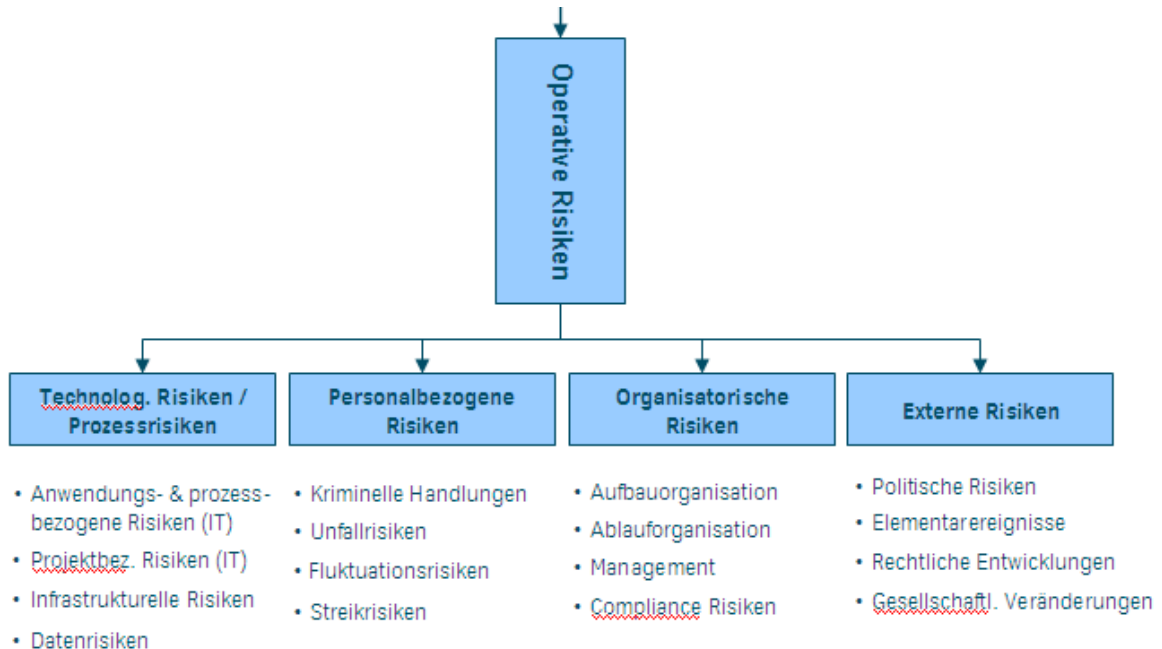 Operative Risiken
Technolog. Risiken /
Prozessrisiken
• Anwendungs- & prozess-
bezogene Risiken (IT)
• Projektbez. Risiken (IT)
• Infrastrukturelle Risiken
• Datenrisiken
Personalbezogene
Risiken
• Kriminelle Handlungen
• Unfallrisiken
• Fluktuationsrisiken
• Streikrisiken
Organisatorische
Risiken
• Aufbauorganisation
• Ablauforganisation
• Management
• Compliance Risiken
Externe Risiken
• Politische Risiken
• Elementarereignisse
• Rechtliche Entwicklungen
• Gesellschaftl. Veränderungen